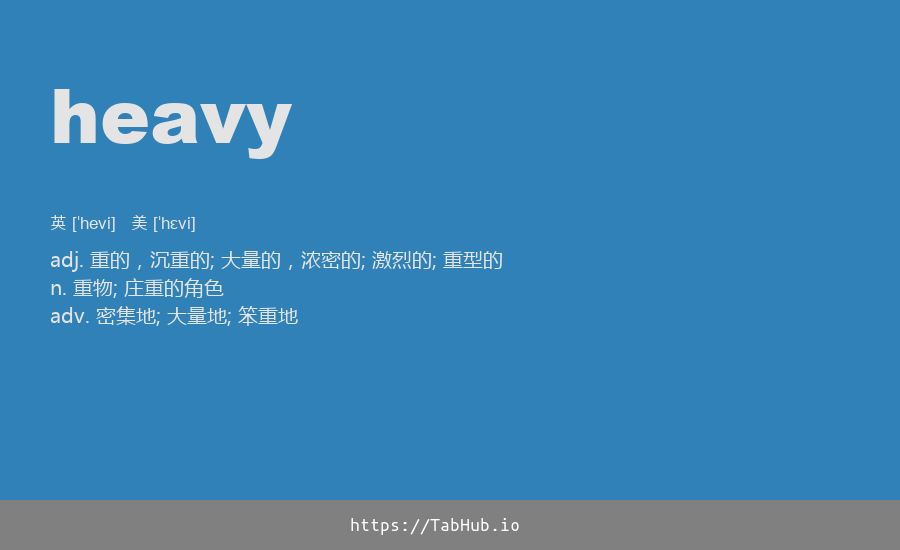 heavy
英 [ˈhevi] 美 [ˈhɛvi]
adj. 重的，沉重的; 大量的，浓密的; 激烈的; 重型的
n. 重物; 庄重的角色
adv. 密集地; 大量地; 笨重地
https://TabHub.io